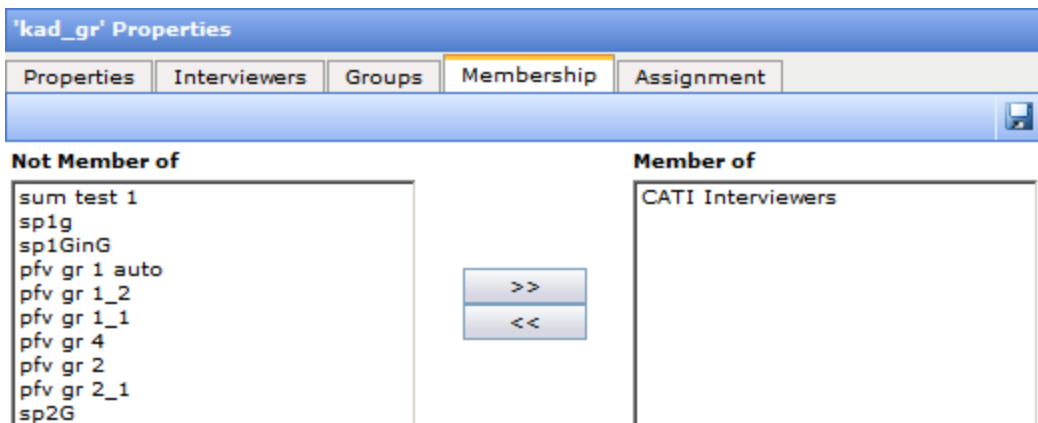 'kad_gr' Properties
Properties Interviewers Groups Membership Assignment
Not Member of
Member of
sum test 1
sp1g
sp1GinG
pfv gr 1 auto
pfv gr 1_2
pfv gr 1_1
pfv gr 4
pfv gr 2
pfv gr 2_1
sp2G
>>
<<
CATI Interviewers